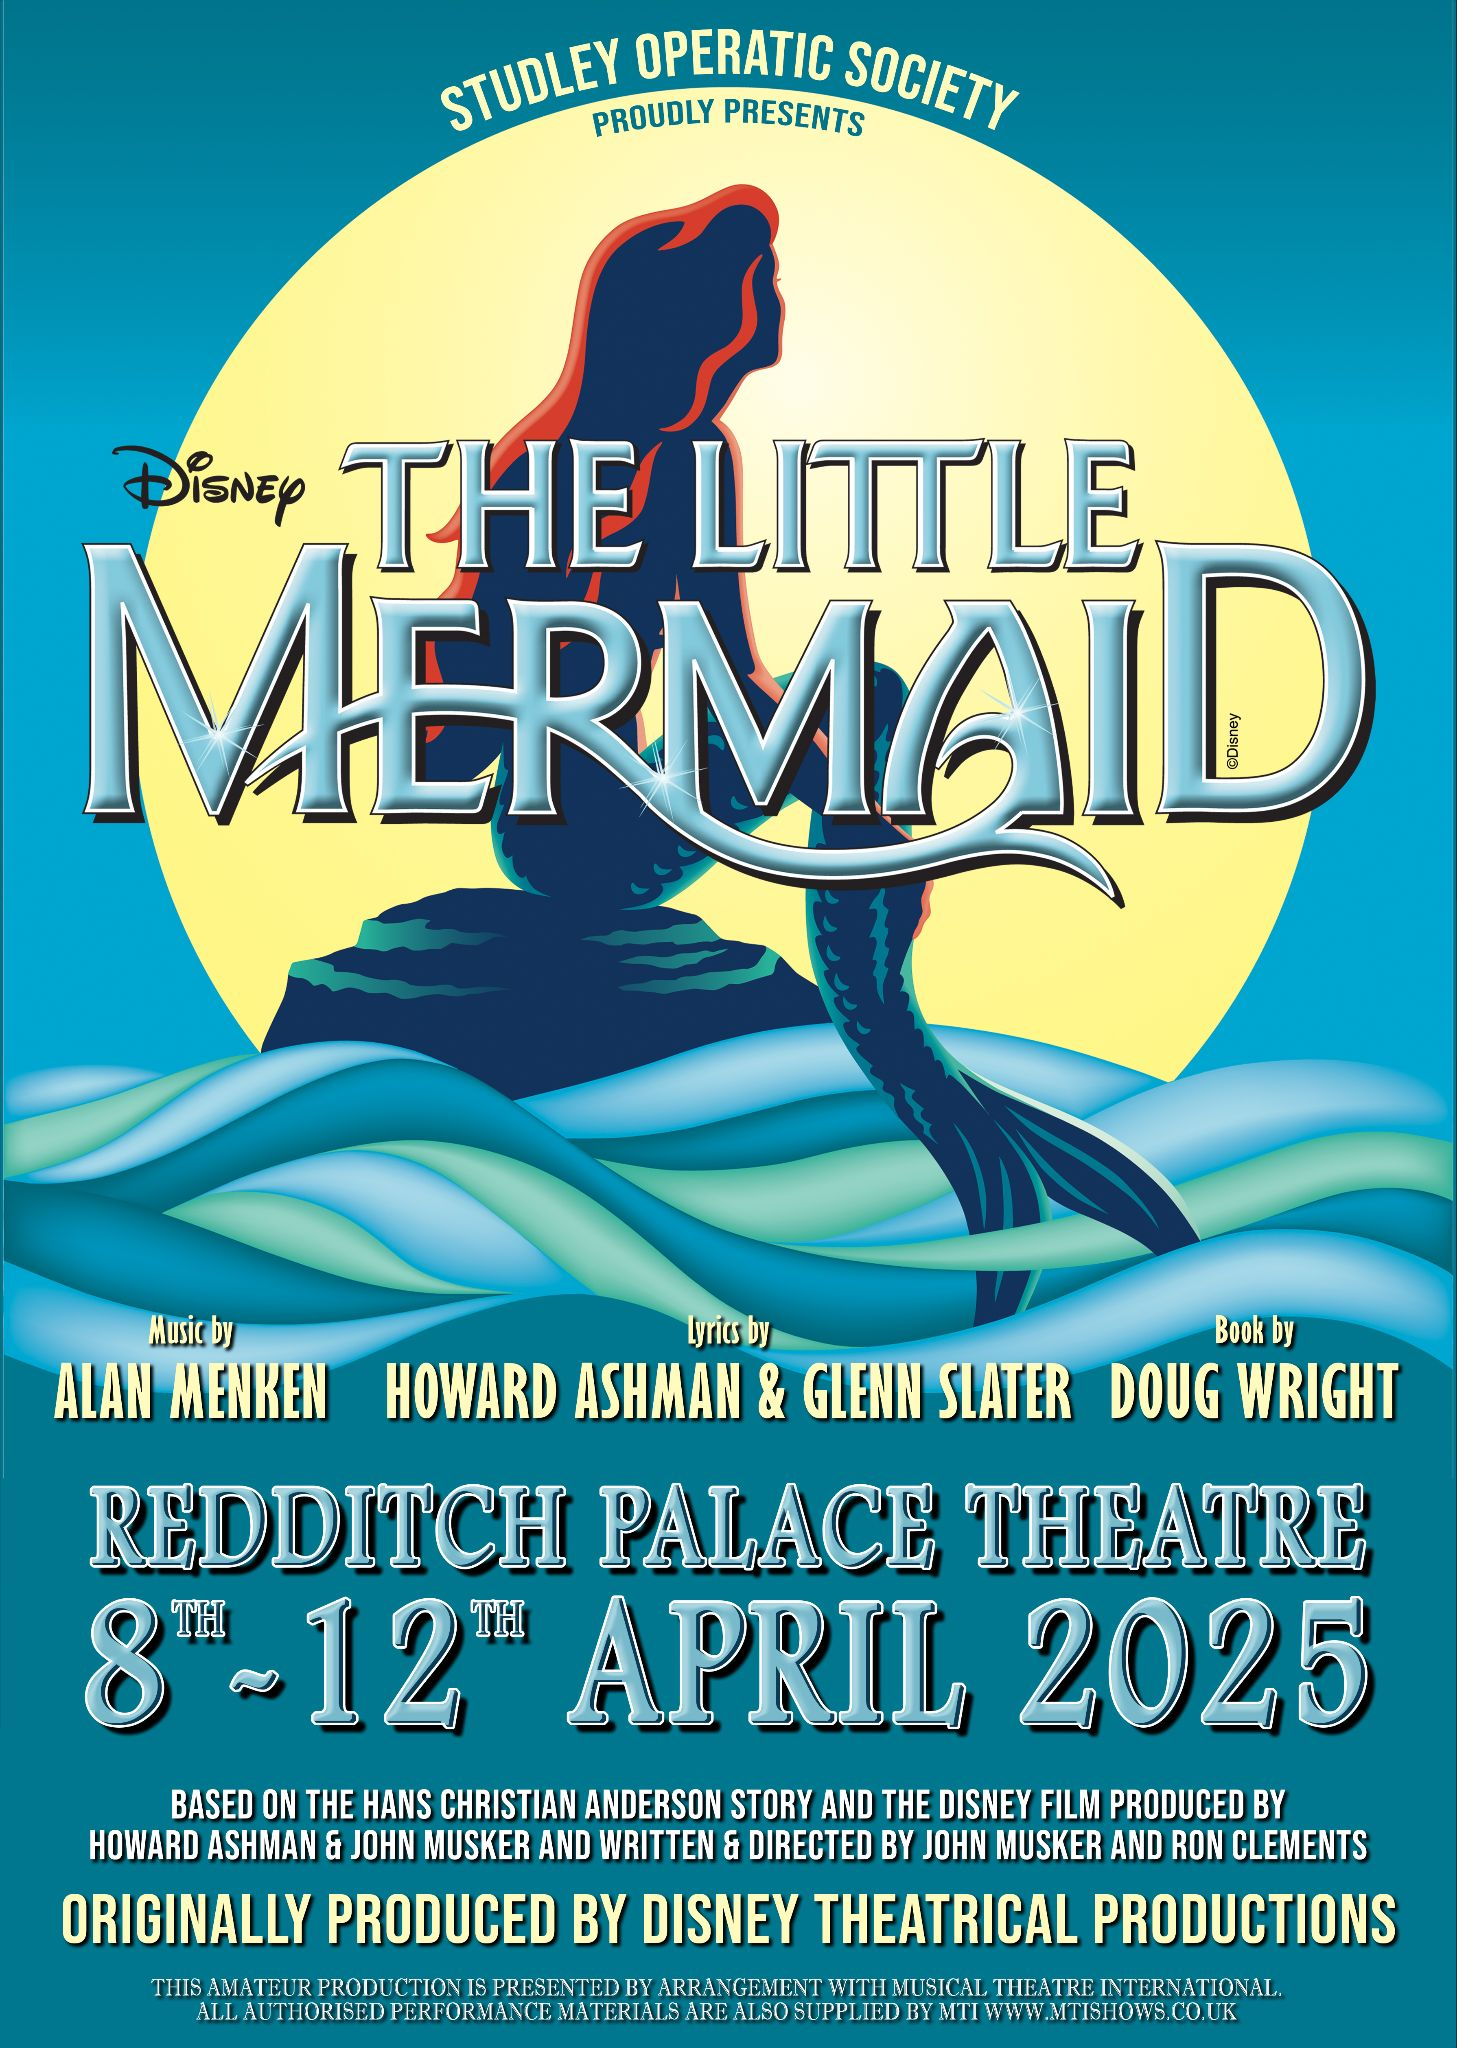 STUDLEY OPERATIC SOCIETY
PROUDLY PRESENTS
Disney
THE LITTLE
MERMAID
©Disney
Music by
ALAN MENKEN
Lyrics by
HOWARD ASHMAN & GLENN SLATER
Book by
DOUG WRIGHT
REDDITCH PALACE THEATRE
8TH~12TH APRIL 2025
BASED ON THE HANS CHRISTIAN ANDERSON STORY AND THE DISNEY FILM PRODUCED BY
HOWARD ASHMAN & JOHN MUSKER AND WRITTEN & DIRECTED BY JOHN MUSKER AND RON CLEMENTS
ORIGINALLY PRODUCED BY DISNEY THEATRICAL PRODUCTIONS
THIS AMATEUR PRODUCTION IS PRESENTED BY ARRANGEMENT WITH MUSICAL THEATRE INTERNATIONAL.
ALL AUTHORISED PERFORMANCE MATERIALS ARE ALSO SUPPLIED BY MTI WWW.MTISHOWS.CO.UK